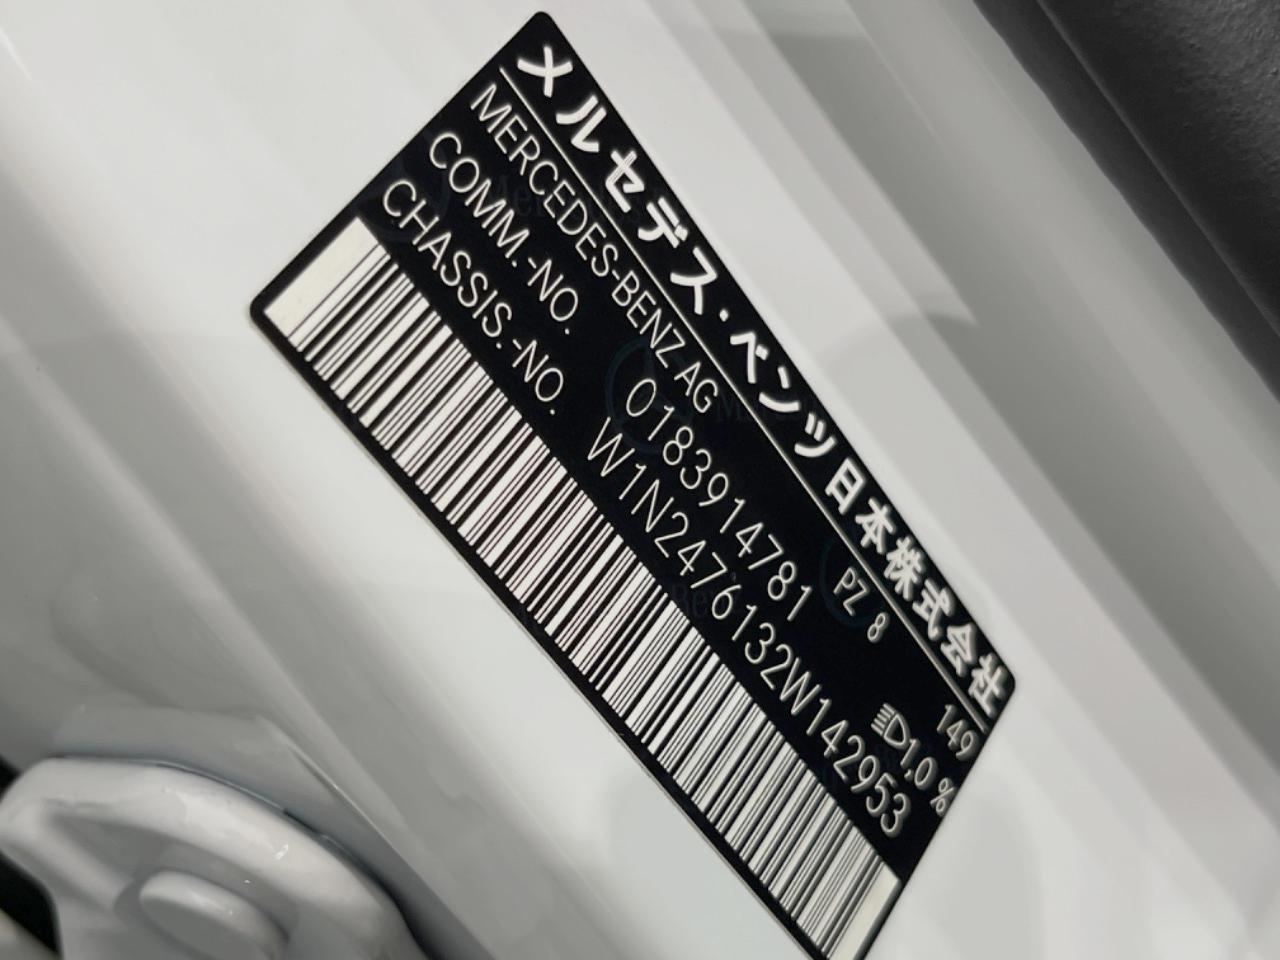 メルセデス・ベンツ日本株式会社
MERCEDES-BENZ AG 149
COMM.-NO. 0183914781 PZ 8
1,0 %
CHASSIS.-NO. W1N2476132W142953